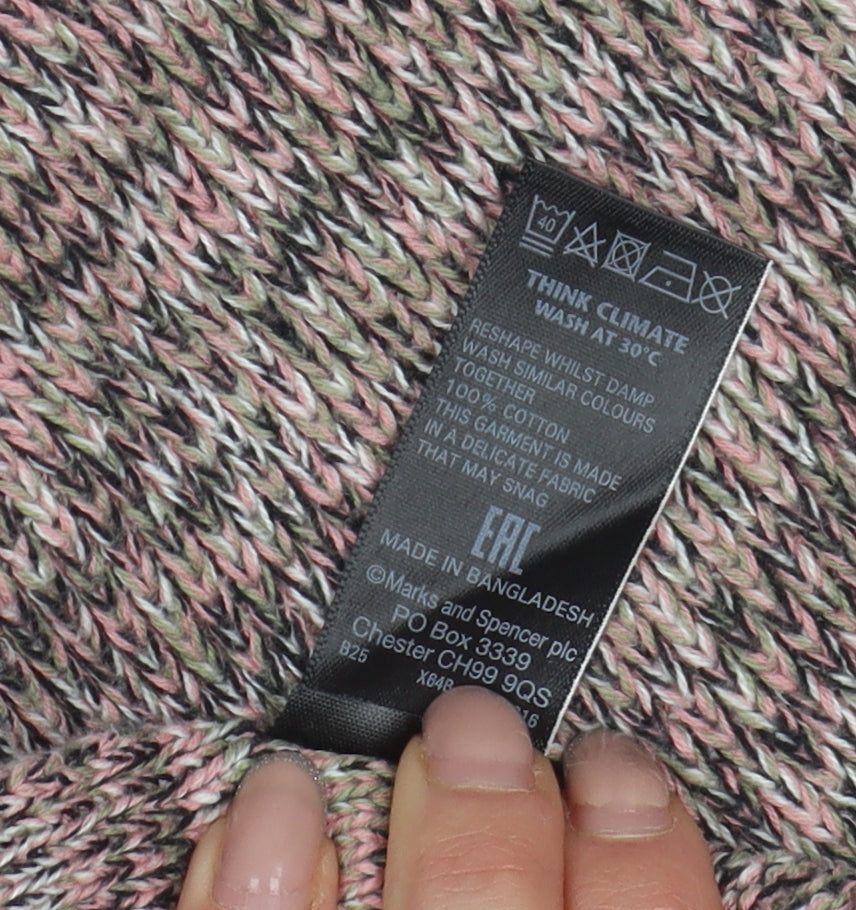 40
THINK CLIMATE
WASH AT 30°C
RESHAPE WHILST DAMP
WASH SIMILAR COLOURS
TOGETHER
100% COTTON
THIS GARMENT IS MADE
IN A DELICATE FABRIC
THAT MAY SNAG
EAC
MADE IN BANGLADESH
©Marks and Spencer plc
PO Box 3339
Chester CH99 9QS
B25